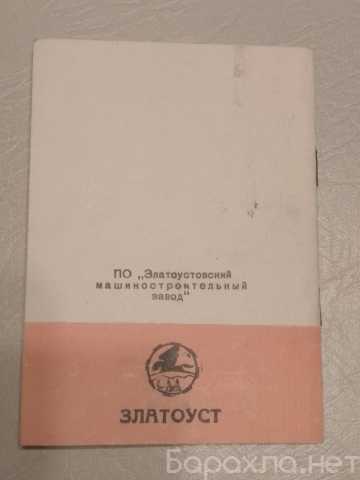 ПО „Златоустовский
машиностроительный
завод"
ЗЛАТОУСТ
Барахла.нет